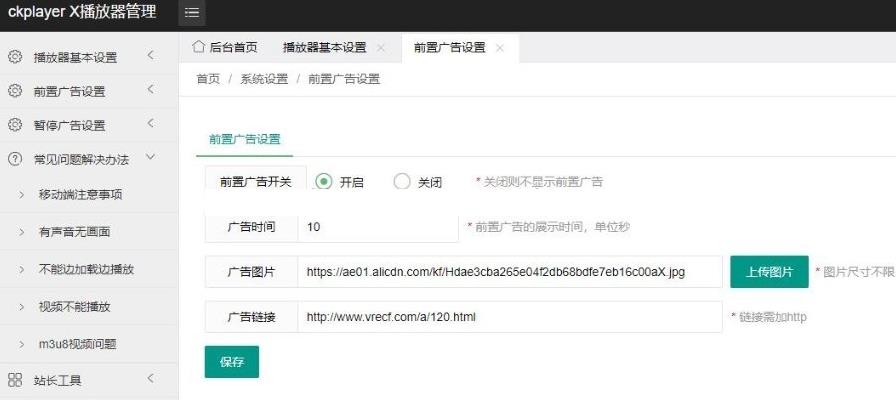 ckplayer X播放器管理
后台首页 播放器基本设置 前置广告设置
首页 / 系统设置 / 前置广告设置
播放器基本设置
前置广告设置
暂停广告设置
常见问题解决办法
移动端注意事项
有声音无画面
不能边加载边播放
视频不能播放
m3u8视频问题
站长工具
前置广告设置
前置广告开关 开启 关闭 * 关闭则不显示前置广告
广告时间 10 * 前置广告的展示时间，单位秒
广告图片 https://ae01.alicdn.com/kf/Hdae3cba265e04f2db68bdfe7eb16c00aX.jpg 上传图片 * 图片尺寸不限
广告链接 http://www.vrecf.com/a/120.html * 链接需加http
保存